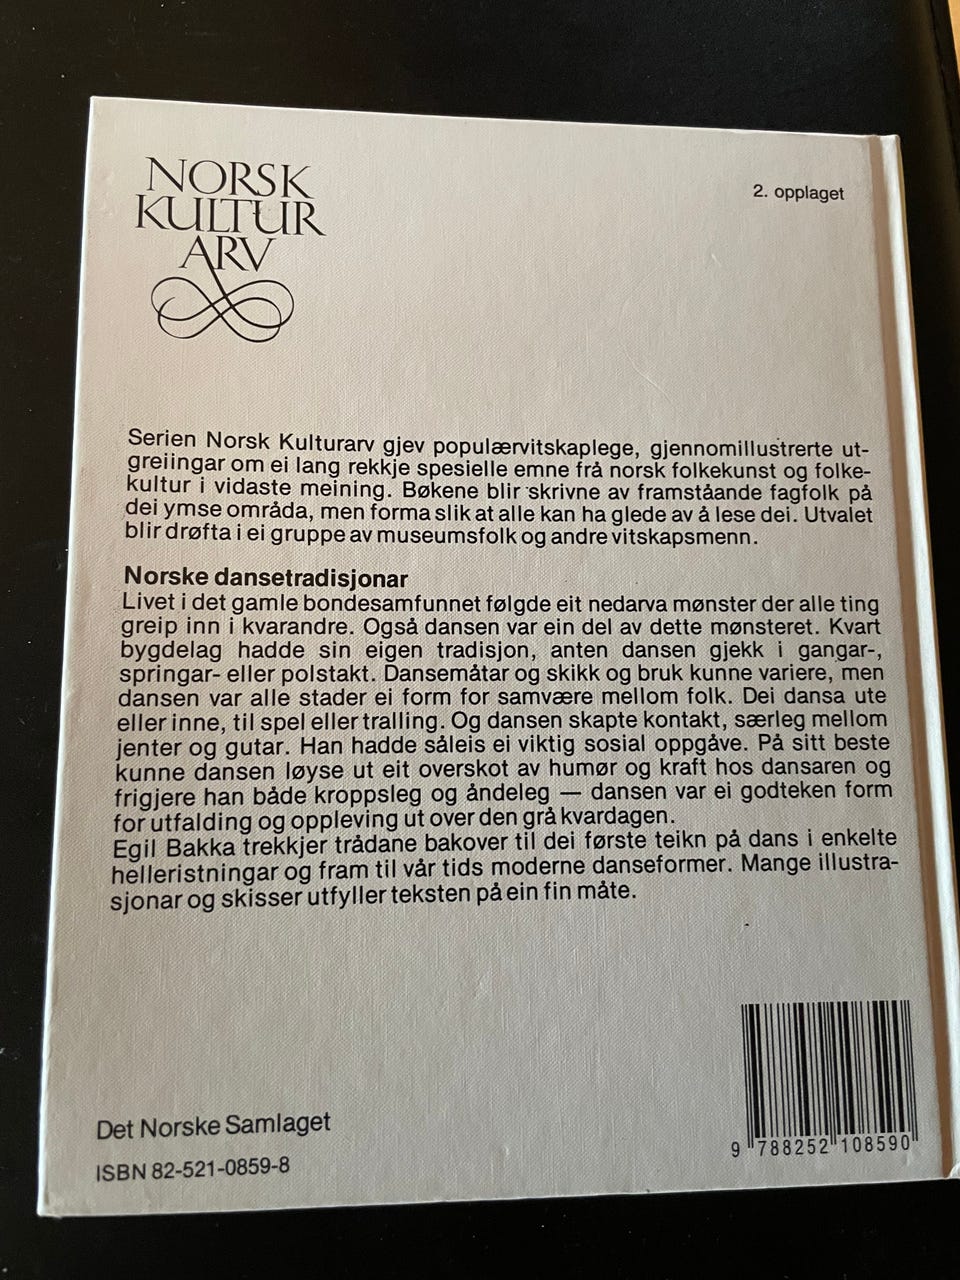 NORSK
KULTUR
ARV
2. opplaget
Serien Norsk Kulturarv gjev populærvitskaplege, gjennomillustrerte ut-
greiingar om ei lang rekkje spesielle emne frå norsk folkekunst og folke-
kultur i vidaste meining. Bøkene blir skrivne av framståande fagfolk på
dei ymse områda, men forma slik at alle kan ha glede av å lese dei. Utvalet
blir drøfta i ei gruppe av museumsfolk og andre vitskapsmenn.
Norske dansetradisjonar
Livet i det gamle bondesamfunnet følgde eit nedarva mønster der alle ting
greip inn i kvarandre. Også dansen var ein del av dette mønsteret. Kvart
bygdelag hadde sin eigen tradisjon, anten dansen gjekk i gangar-,
springar- eller polstakt. Dansemåtar og skikk og bruk kunne variere, men
dansen var alle stader ei form for samvære mellom folk. Dei dansa ute
eller inne, til spel eller tralling. Og dansen skapte kontakt, særleg mellom
jenter og gutar. Han hadde såleis ei viktig sosial oppgåve. På sitt beste
kunne dansen løyse ut eit overskot av humør og kraft hos dansaren og
frigjere han både kroppsleg og åndeleg — dansen var ei godteken form
for utfalding og oppleving ut over den grå kvardagen.
Egil Bakka trekkjer trådane bakover til dei første teikn på dans i enkelte
helleristningar og fram til vår tids moderne danseformer. Mange illustra-
sjonar og skisser utfyller teksten på ein fin måte.
Det Norske Samlaget
ISBN 82-521-0859-8
9 788252 108590